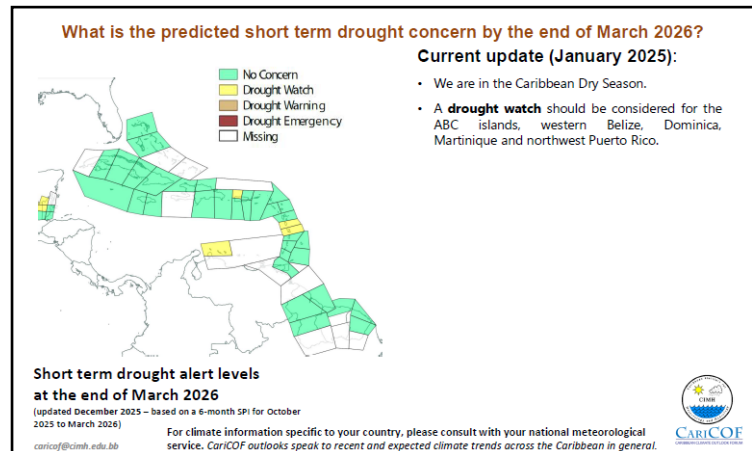 What is the predicted short term drought concern by the end of March 2026?
Current update (January 2025):
No Concern
Drought Watch
Drought Warning
Drought Emergency
Missing
• We are in the Caribbean Dry Season.
• A drought watch should be considered for the
ABC islands, western Belize, Dominica,
Martinique and northwest Puerto Rico.
Short term drought alert levels
at the end of March 2026
(updated December 2025 – based on a 6-month SPI for October
2025 to March 2026)
caricof@cimh.edu.bb
For climate information specific to your country, please consult with your national meteorological
service. CariCOF outlooks speak to recent and expected climate trends across the Caribbean in general.
CIMH
CARICOF